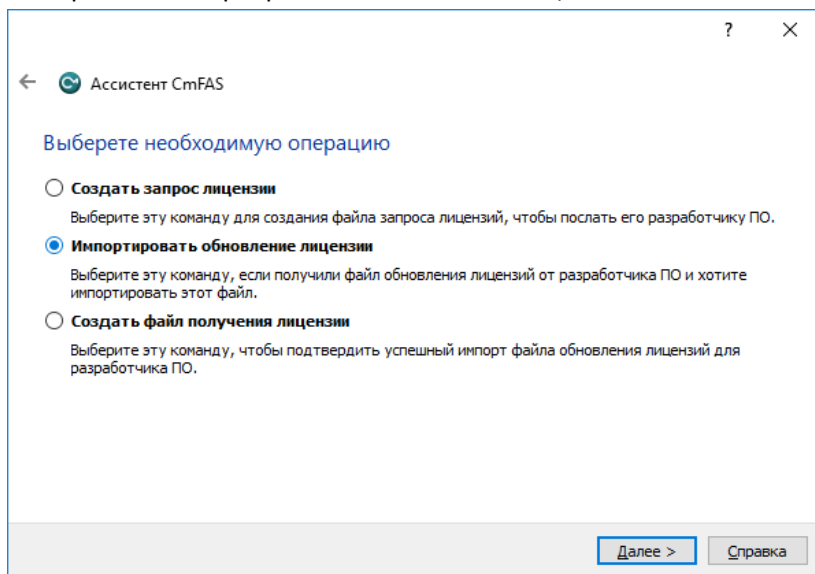 ?
Ассистент CmFAS
Выберете необходимую операцию
Создать запрос лицензии
Выберите эту команду для создания файла запроса лицензий, чтобы послать его разработчику ПО.
Импортировать обновление лицензии
Выберите эту команду, если получили файл обновления лицензий от разработчика ПО и хотите
импортировать этот файл.
Создать файл получения лицензии
Выберите эту команду, чтобы подтвердить успешный импорт файла обновления лицензий для
разработчика ПО.
Далее > Справка